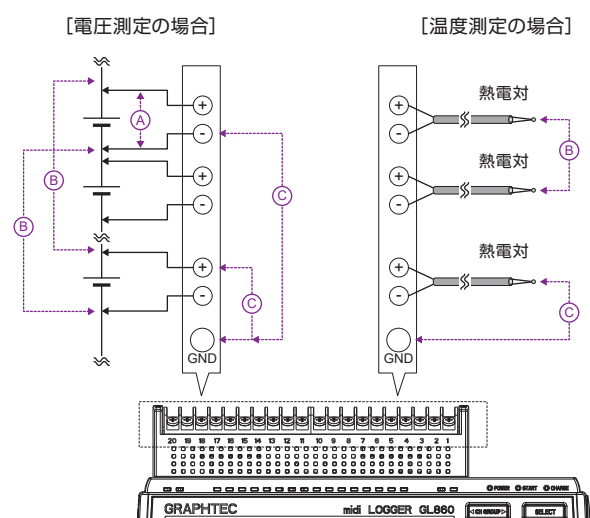 [電圧測定の場合]
[温度測定の場合]
+
-
+
-
+
-
GND
A
B
B
C
C
+
-
+
-
+
-
GND
熱電対
熱電対
熱電対
B
C
20 19 18 17 16 15 14 13 12 11 10 9 8 7 6 5 4 3 2 1
POWER START CHARGE
GRAPHTEC
midi LOGGER GL860
CH GROUP
SELECT